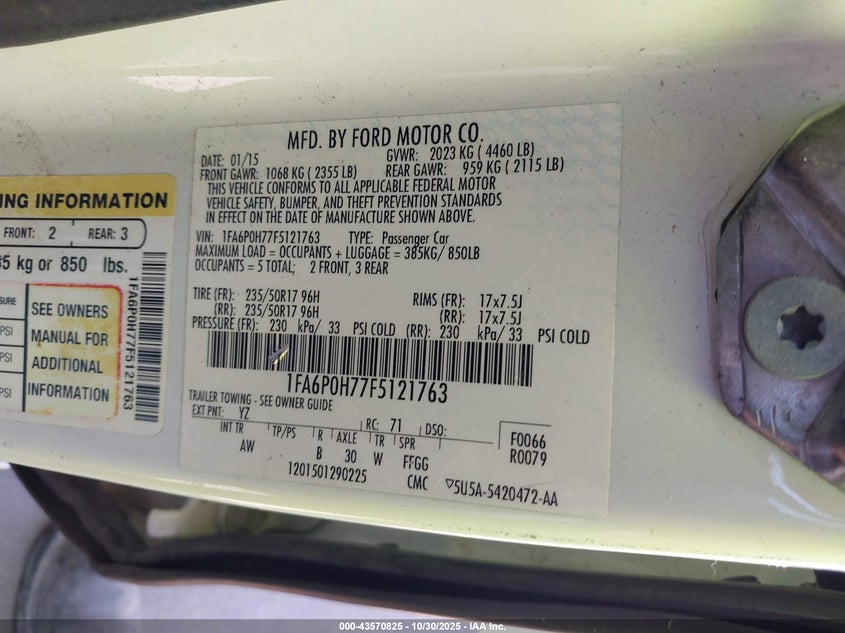 MFD. BY FORD MOTOR CO.
DATE: 01/15 GVWR: 2023 KG ( 4460 LB)
FRONT GAWR: 1068 KG ( 2355 LB) REAR GAWR: 959 KG ( 2115 LB)
THIS VEHICLE CONFORMS TO ALL APPLICABLE FEDERAL MOTOR
VEHICLE SAFETY, BUMPER, AND THEFT PREVENTION STANDARDS
IN EFFECT ON THE DATE OF MANUFACTURE SHOWN ABOVE.
VIN: 1FA6P0H77F5121763 TYPE: Passenger Car
MAXIMUM LOAD = OCCUPANTS + LUGGAGE = 385KG/ 850LB
OCCUPANTS = 5 TOTAL; 2 FRONT, 3 REAR
TIRE (FR): 235/50R17 96H RIMS (FR): 17x7.5J
(RR): 235/50R17 96H (RR): 17x7.5J
PRESSURE (FR): 230 kPa/ 33 PSI COLD (RR): 230 kPa/ 33 PSI COLD
1FA6P0H77F5121763
TRAILER TOWING - SEE OWNER GUIDE
EXT PNT: YZ RC: 71 DSO:
INT TR TP/PS R AXLE TR SPR F0066
AW B 30 W FFGG R0079
1201501290225 CMC ▽5U5A-5420472-AA
NG INFORMATION
FRONT: 2 REAR: 3
85 kg or 850 lbs.
SURE SEE OWNERS
PSI MANUAL FOR
PSI ADDITIONAL
PSI INFORMATION
1FA6P0H77F5121763
000-43570825 | 10/30/2025 | IAA Inc.